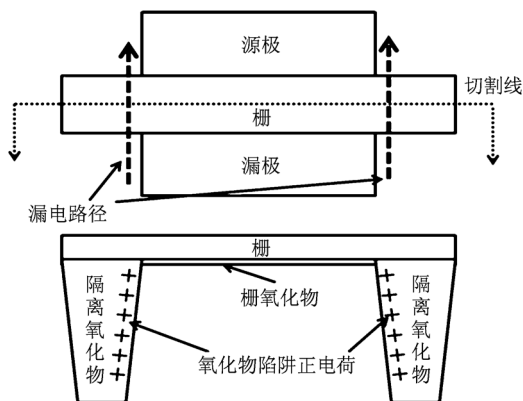 源极
切割线
栅
漏极
漏电路径
栅
栅氧化物
隔离氧化物
隔离氧化物
+ + + + + +
+ + + + + +
氧化物陷阱正电荷